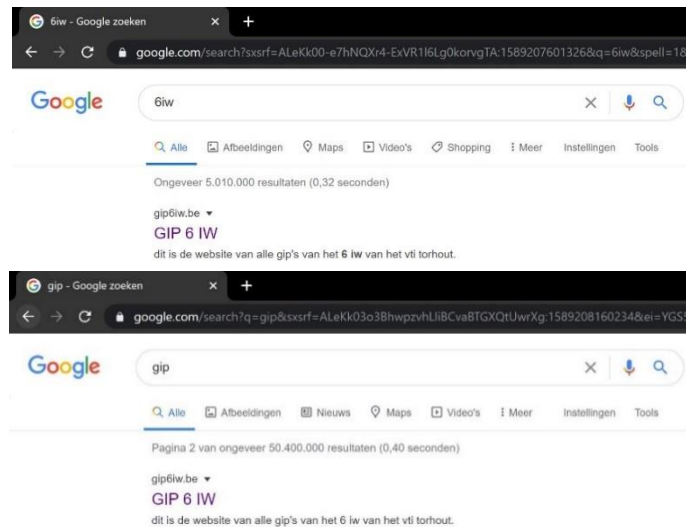 6iw - Google zoeken
google.com/search?sxsrf=ALeKk00-e7hNQXr4-ExVR1l6Lg0korvgTA:1589207601326&q=6iw&spell=18
Google 6iw
Alle Afbeeldingen Maps Video's Shopping Meer Instellingen Tools
Ongeveer 5.010.000 resultaten (0,32 seconden)
gip6iw.be
GIP 6 IW
dit is de website van alle gip's van het 6 iw van het vti torhout.
gip - Google zoeken
google.com/search?q=gip&sxsrf=ALeKk03o3BhwpzvhLliBCvaBTGXQtUwrXg:1589208160234&ei=YGS5
Google gip
Alle Afbeeldingen Nieuws Maps Video's Meer Instellingen Tools
Pagina 2 van ongeveer 50.400.000 resultaten (0,40 seconden)
gip6iw.be
GIP 6 IW
dit is de website van alle gip's van het 6 iw van het vti torhout.